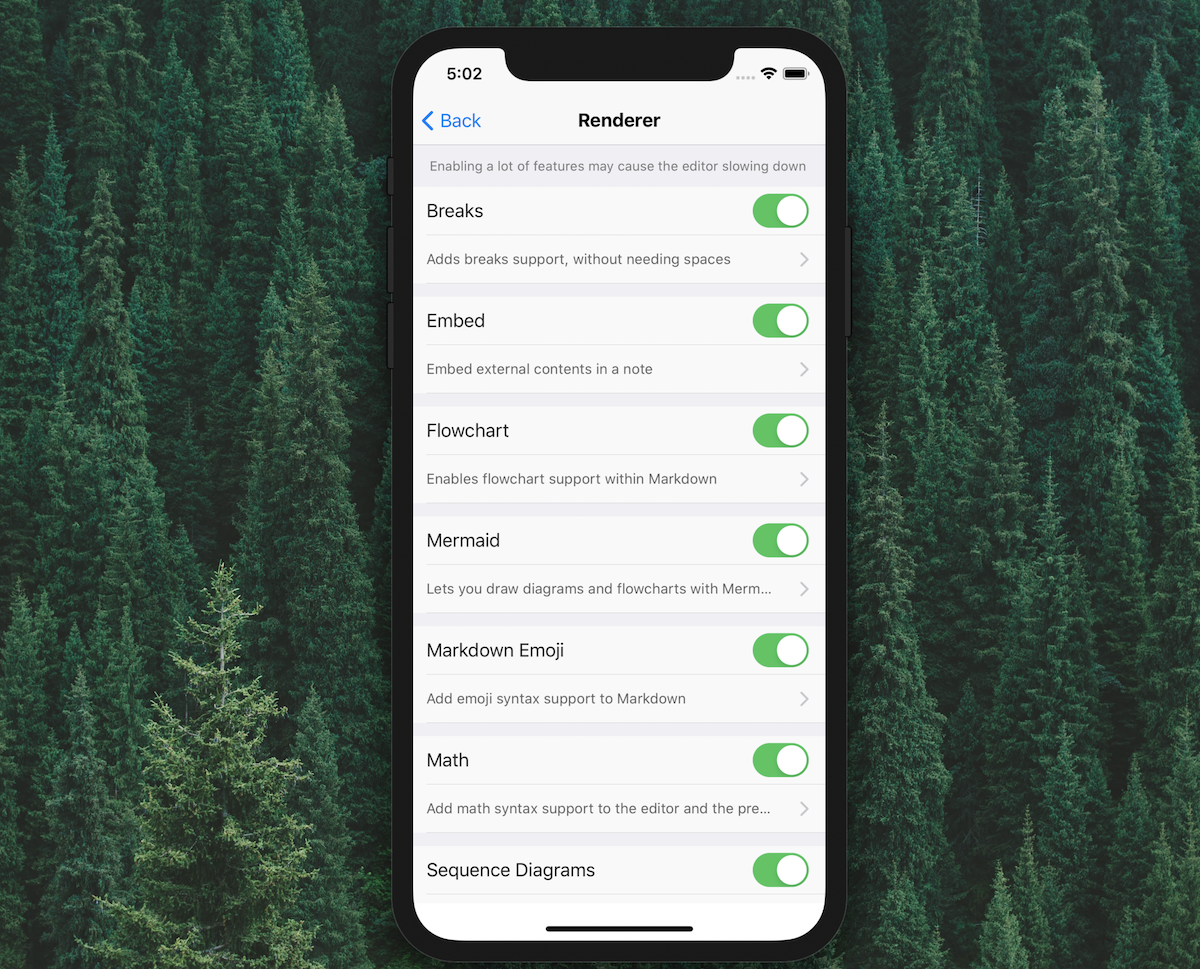 5:02
Back
Renderer
Enabling a lot of features may cause the editor slowing down
Breaks
Adds breaks support, without needing spaces
Embed
Embed external contents in a note
Flowchart
Enables flowchart support within Markdown
Mermaid
Lets you draw diagrams and flowcharts with Merm...
Markdown Emoji
Add emoji syntax support to Markdown
Math
Add math syntax support to the editor and the pre...
Sequence Diagrams